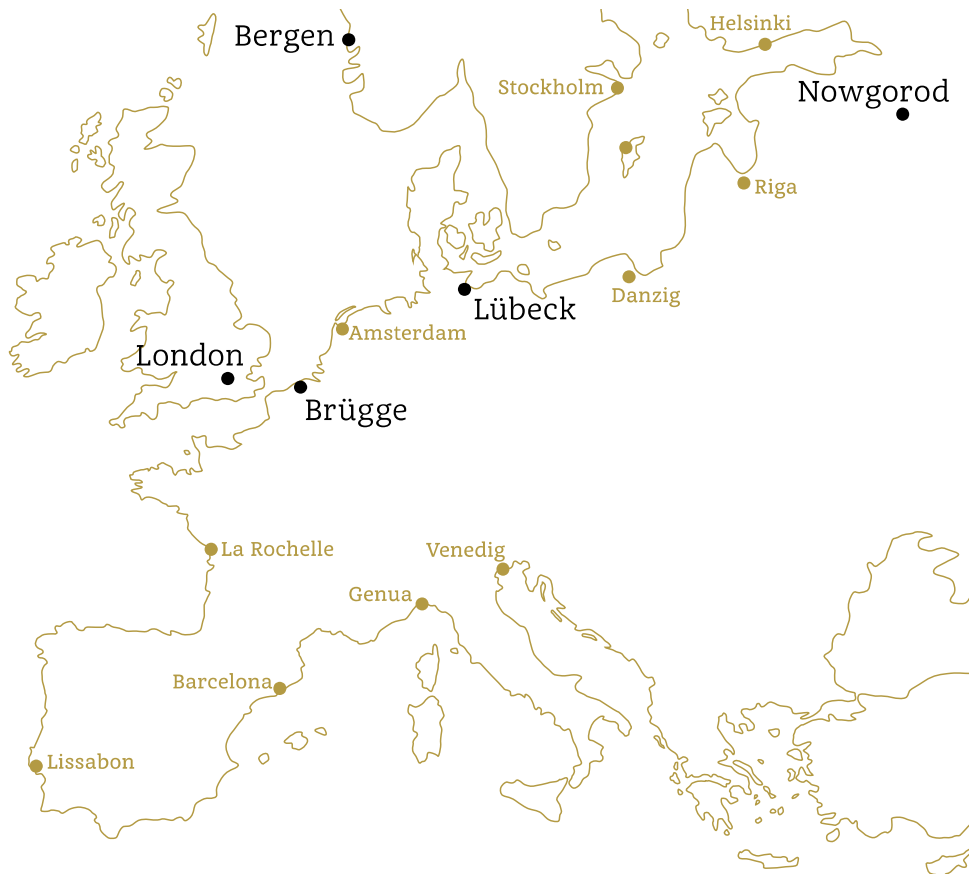 Helsinki
Bergen
Stockholm
Nowgorod
Riga
Danzig
Lübeck
Amsterdam
London
Brügge
La Rochelle
Venedig
Genua
Barcelona
Lissabon